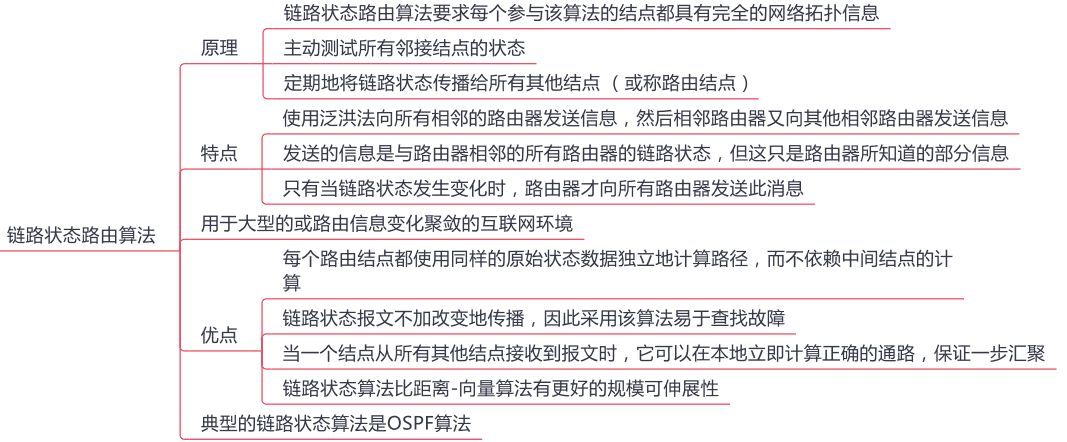 链路状态路由算法
原理
链路状态路由算法要求每个参与该算法的结点都具有完全的网络拓扑信息
主动测试所有邻接结点的状态
定期地将链路状态传播给所有其他结点（或称路由结点）
特点
使用泛洪法向所有相邻的路由器发送信息，然后相邻路由器又向其他相邻路由器发送信息
发送的信息是与路由器相邻的所有路由器的链路状态，但这只是路由器所知道的部分信息
只有当链路状态发生变化时，路由器才向所有路由器发送此消息
用于大型的或路由信息变化聚敛的互联网环境
优点
每个路由结点都使用同样的原始状态数据独立地计算路径，而不依赖中间结点的计
算
链路状态报文不加改变地传播，因此采用该算法易于查找故障
当一个结点从所有其他结点接收到报文时，它可以在本地立即计算正确的通路，保证一步汇聚
链路状态算法比距离-向量算法有更好的规模可伸展性
典型的链路状态算法是OSPF算法